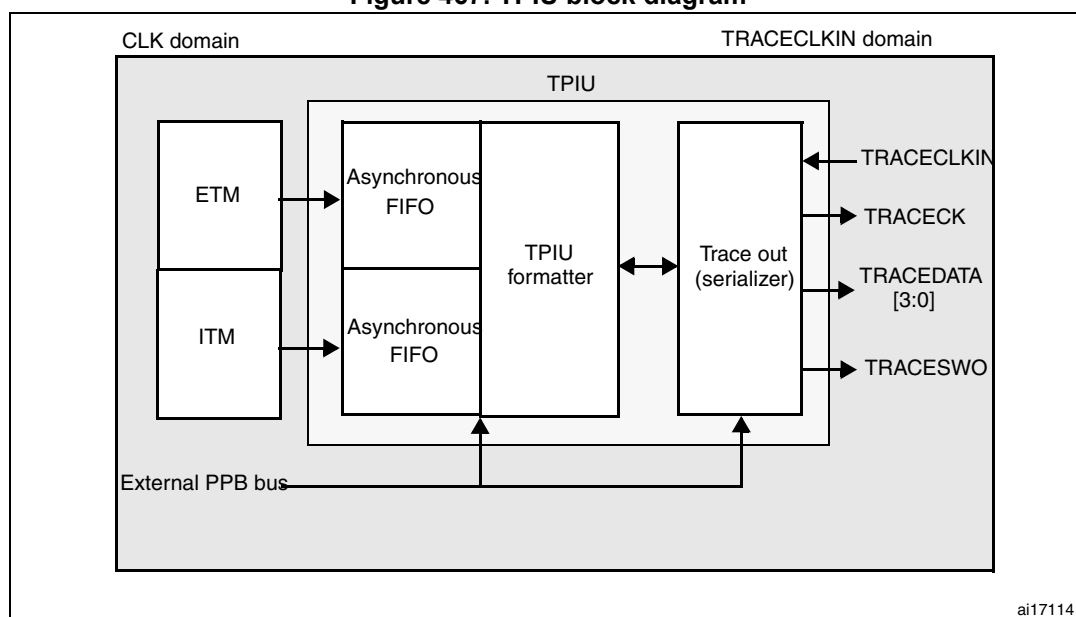 CLK domain
TRACECLKIN domain
TPIU
ETM
Asynchronous
FIFO
TPIU
formatter
Trace out
(serializer)
TRACECLKIN
TRACECK
TRACEDATA
[3:0]
ITM
Asynchronous
FIFO
TRACESWO
External PPB bus
ai17114